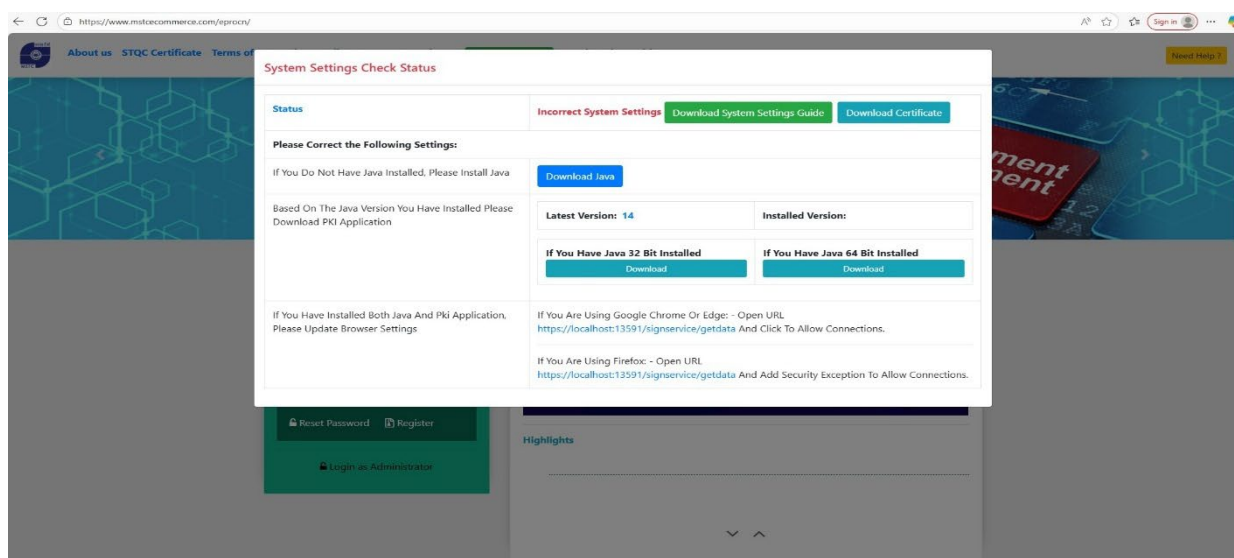 https://www.mstcecommerce.com/eprocn/
Sign in
About us STQC Certificate Terms of
Need Help ?
System Settings Check Status
Status
Incorrect System Settings Download System Settings Guide Download Certificate
Please Correct the Following Settings:
If You Do Not Have Java Installed, Please Install Java
Download Java
Based On The Java Version You Have Installed Please
Download PKI Application
Latest Version: 14 Installed Version:
If You Have Java 32 Bit Installed If You Have Java 64 Bit Installed
Download Download
If You Have Installed Both Java And Pki Application,
Please Update Browser Settings
If You Are Using Google Chrome Or Edge: - Open URL
https://localhost:13591/signservice/getdata And Click To Allow Connections.
If You Are Using Firefox: - Open URL
https://localhost:13591/signservice/getdata And Add Security Exception To Allow Connections.
Reset Password Register
Login as Administrator
Highlights